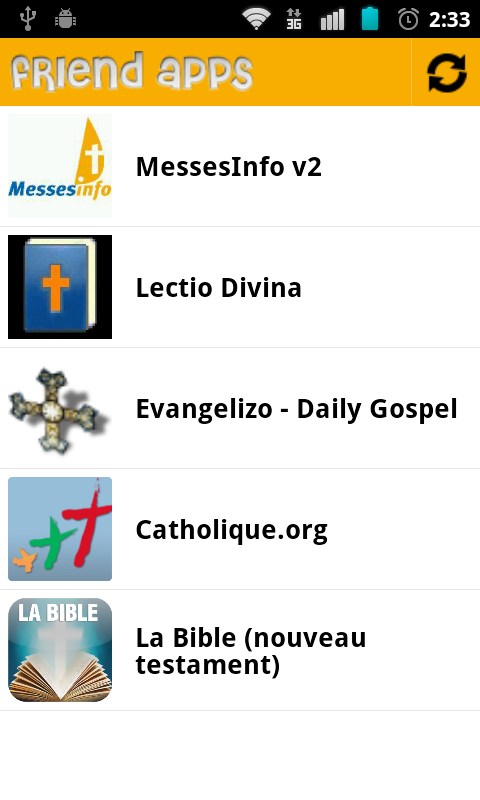 3G 2:33
FRIEND APPS
Messesinfo
MessesInfo v2
Lectio Divina
Evangelizo - Daily Gospel
Catholique.org
LA BIBLE
La Bible (nouveau
testament)